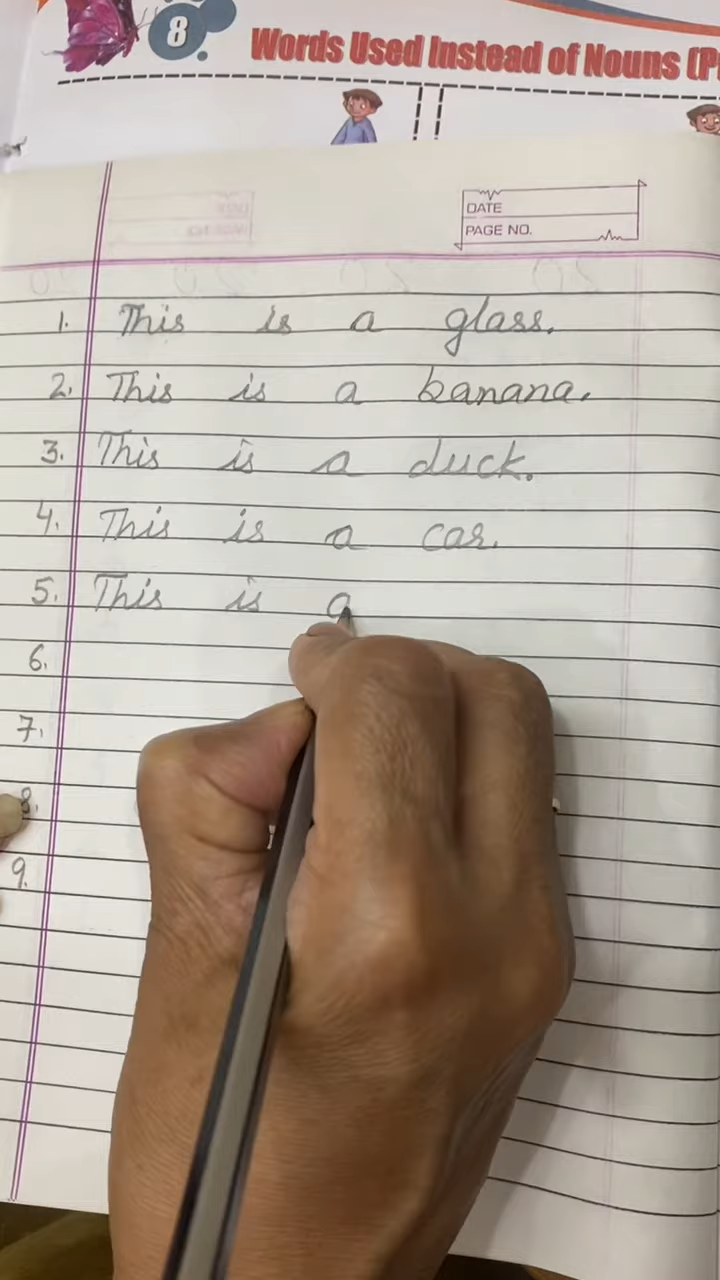 8
Words Used Instead of Nouns (P
DATE
PAGE NO.
1. This is a glass.
2. This is a banana.
3. This is a duck.
4. This is a car.
5. This is a
6.
7.
8.
9.